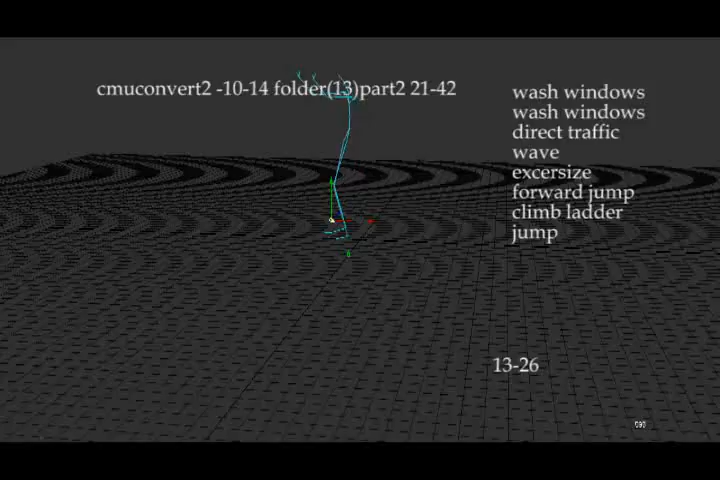 cmuconvert2 -10-14 folder(13)part2 21-42
wash windows
wash windows
direct traffic
wave
excersize
forward jump
climb ladder
jump
13-26